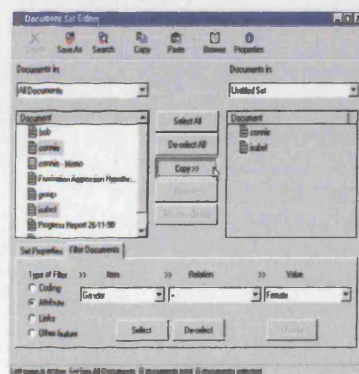 Document Set Editor
Save As Search Copy Paste Browse Properties
Documents in: Documents in:
All Documents Untitled Set
Document Document
bob connie
connie isabel
connie - Memo
Frustration Aggression
group
isabel
Progress Report 26-11-98
Select All
De-select All
Copy >>
Set Properties Filter Documents
Type of Filter >> Item >> Relation >> Value
Coding
Attribute
Links
Other feature
Gender = Female
Select De-select